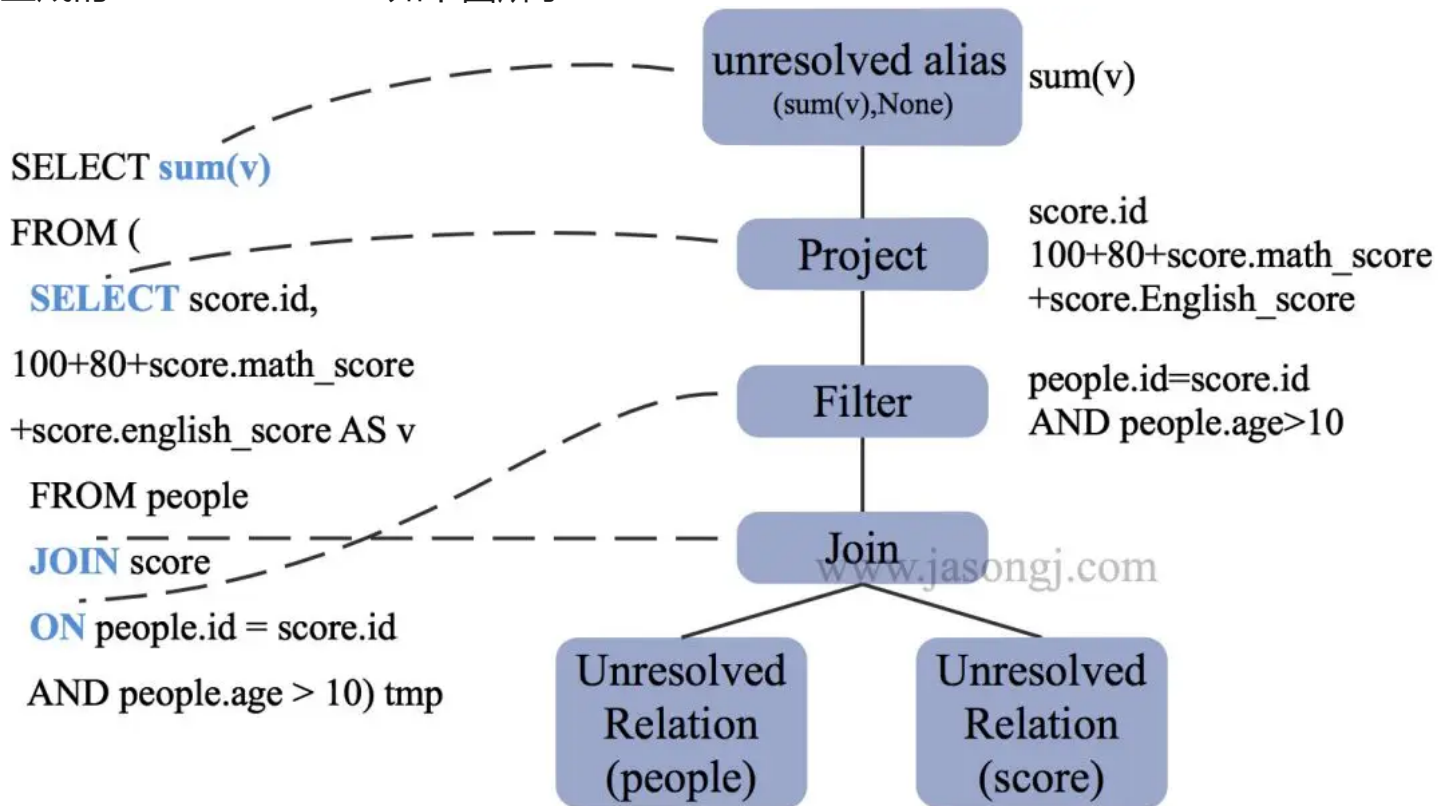 SELECT sum(v)
FROM (
SELECT score.id,
100+80+score.math_score
+score.english_score AS v
FROM people
JOIN score
ON people.id = score.id
AND people.age > 10) tmp
unresolved alias
(sum(v),None)
sum(v)
Project
score.id
100+80+score.math_score
+score.English_score
Filter
people.id=score.id
AND people.age>10
Join
www.jasongj.com
Unresolved
Relation
(people)
Unresolved
Relation
(score)